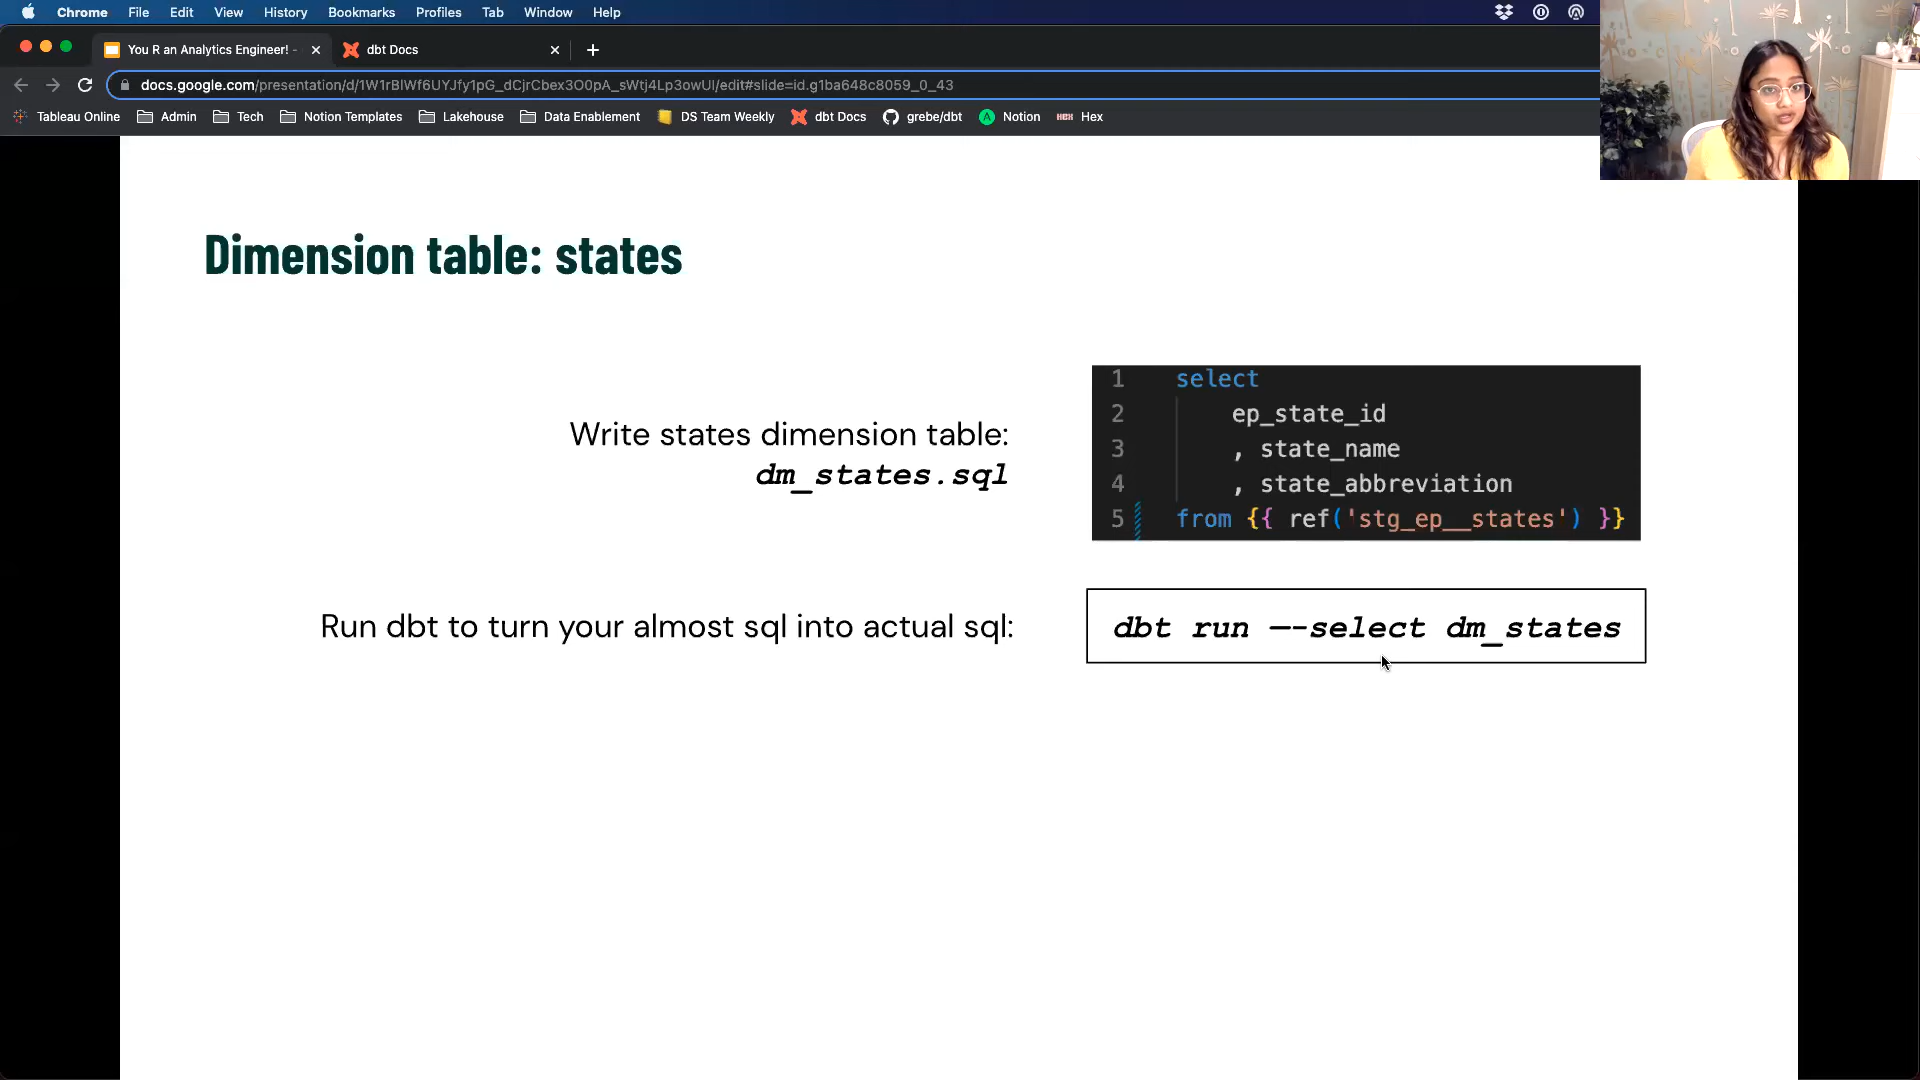 Chrome File Edit View History Bookmarks Profiles Tab Window Help
You R an Analytics Engineer! -
dbt Docs
docs.google.com/presentation/d/1W1rBlWf6UYJfy1pG_dCjrCbex3O0pA_sWtj4Lp3owUI/edit#slide=id.g1ba648c8059_0_43
Tableau Online Admin Tech Notion Templates Lakehouse Data Enablement DS Team Weekly dbt Docs grebe/dbt Notion HEX Hex
Dimension table: states
Write states dimension table:
dm_states.sql
1 select
2 ep_state_id
3 , state_name
4 , state_abbreviation
5 from {{ ref('stg_ep__states') }}
Run dbt to turn your almost sql into actual sql:
dbt run —-select dm_states